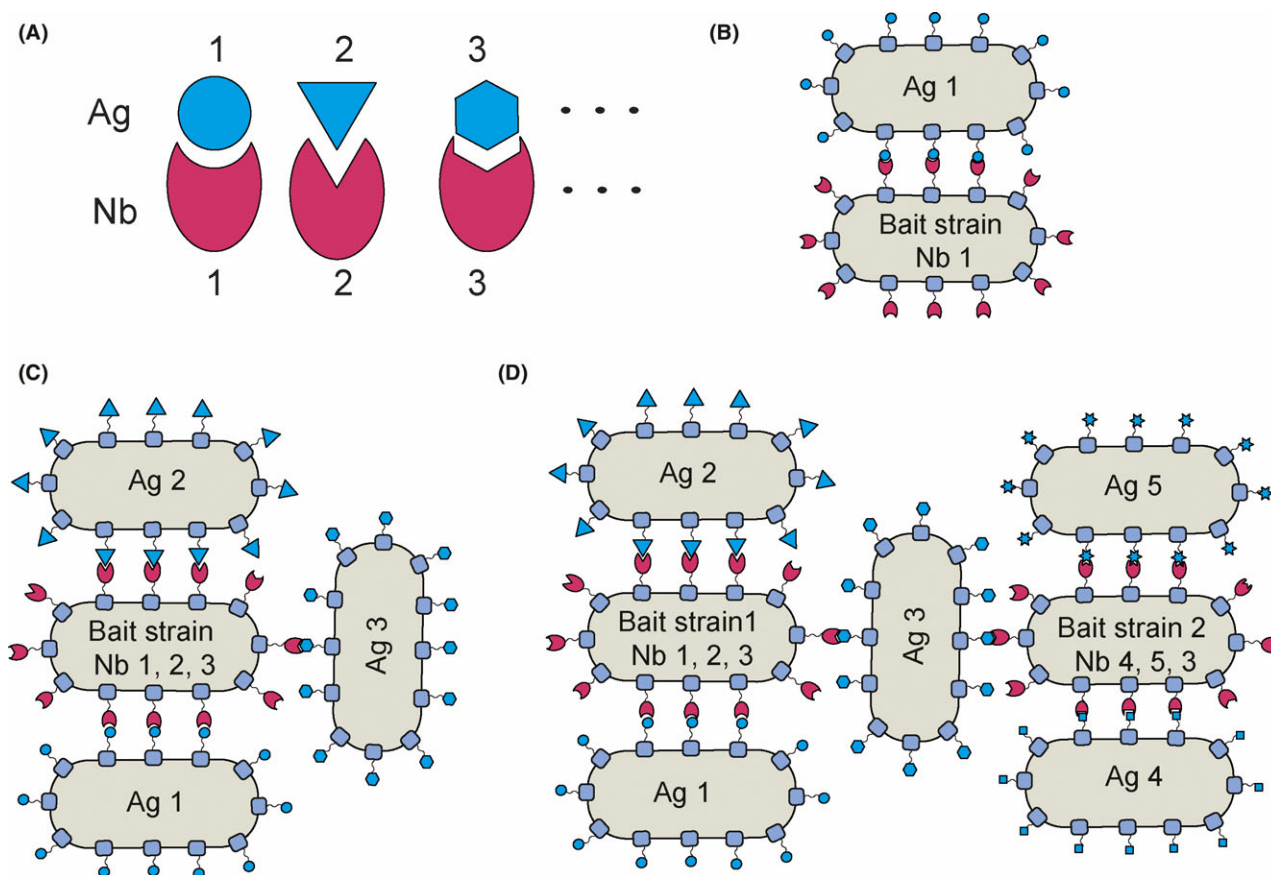 (A)
1 2 3
Ag
Nb
1 2 3
(B)
Ag 1
Bait strain
Nb 1
(C)
Ag 2
Bait strain
Nb 1, 2, 3
Ag 3
Ag 1
(D)
Ag 2
Bait strain1
Nb 1, 2, 3
Ag 1
Ag 3
Ag 5
Bait strain 2
Nb 4, 5, 3
Ag 4